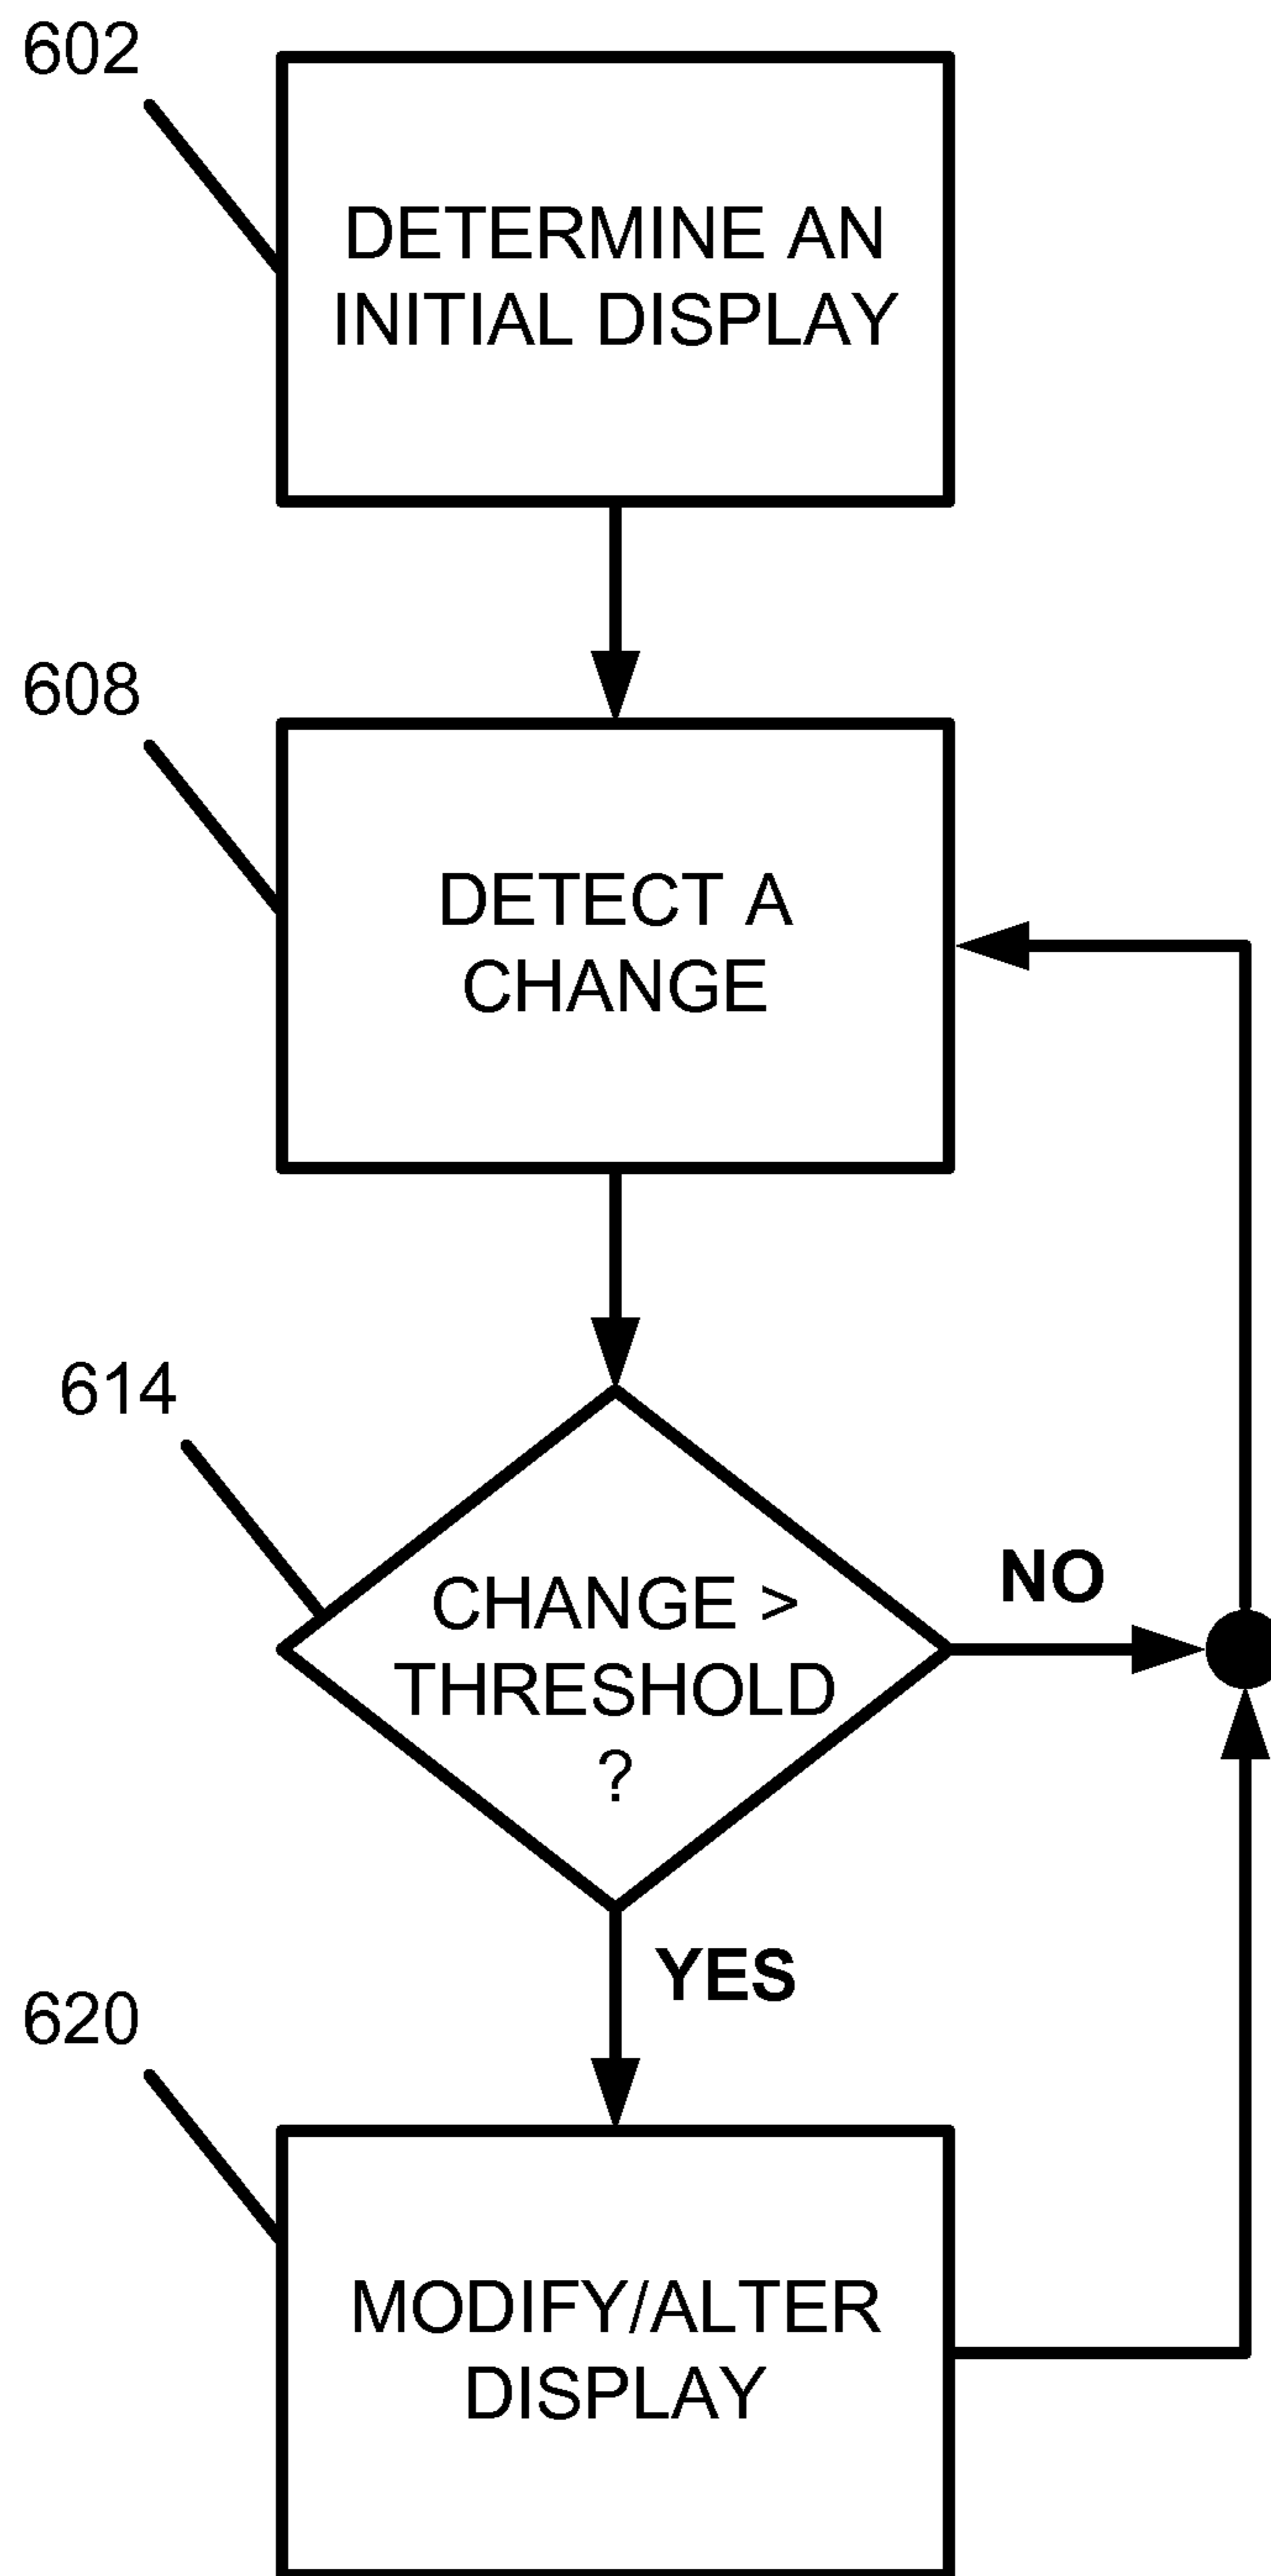 602
DETERMINE AN
INITIAL DISPLAY
608
DETECT A
CHANGE
614
CHANGE >
THRESHOLD
?
NO
YES
620
MODIFY/ALTER
DISPLAY